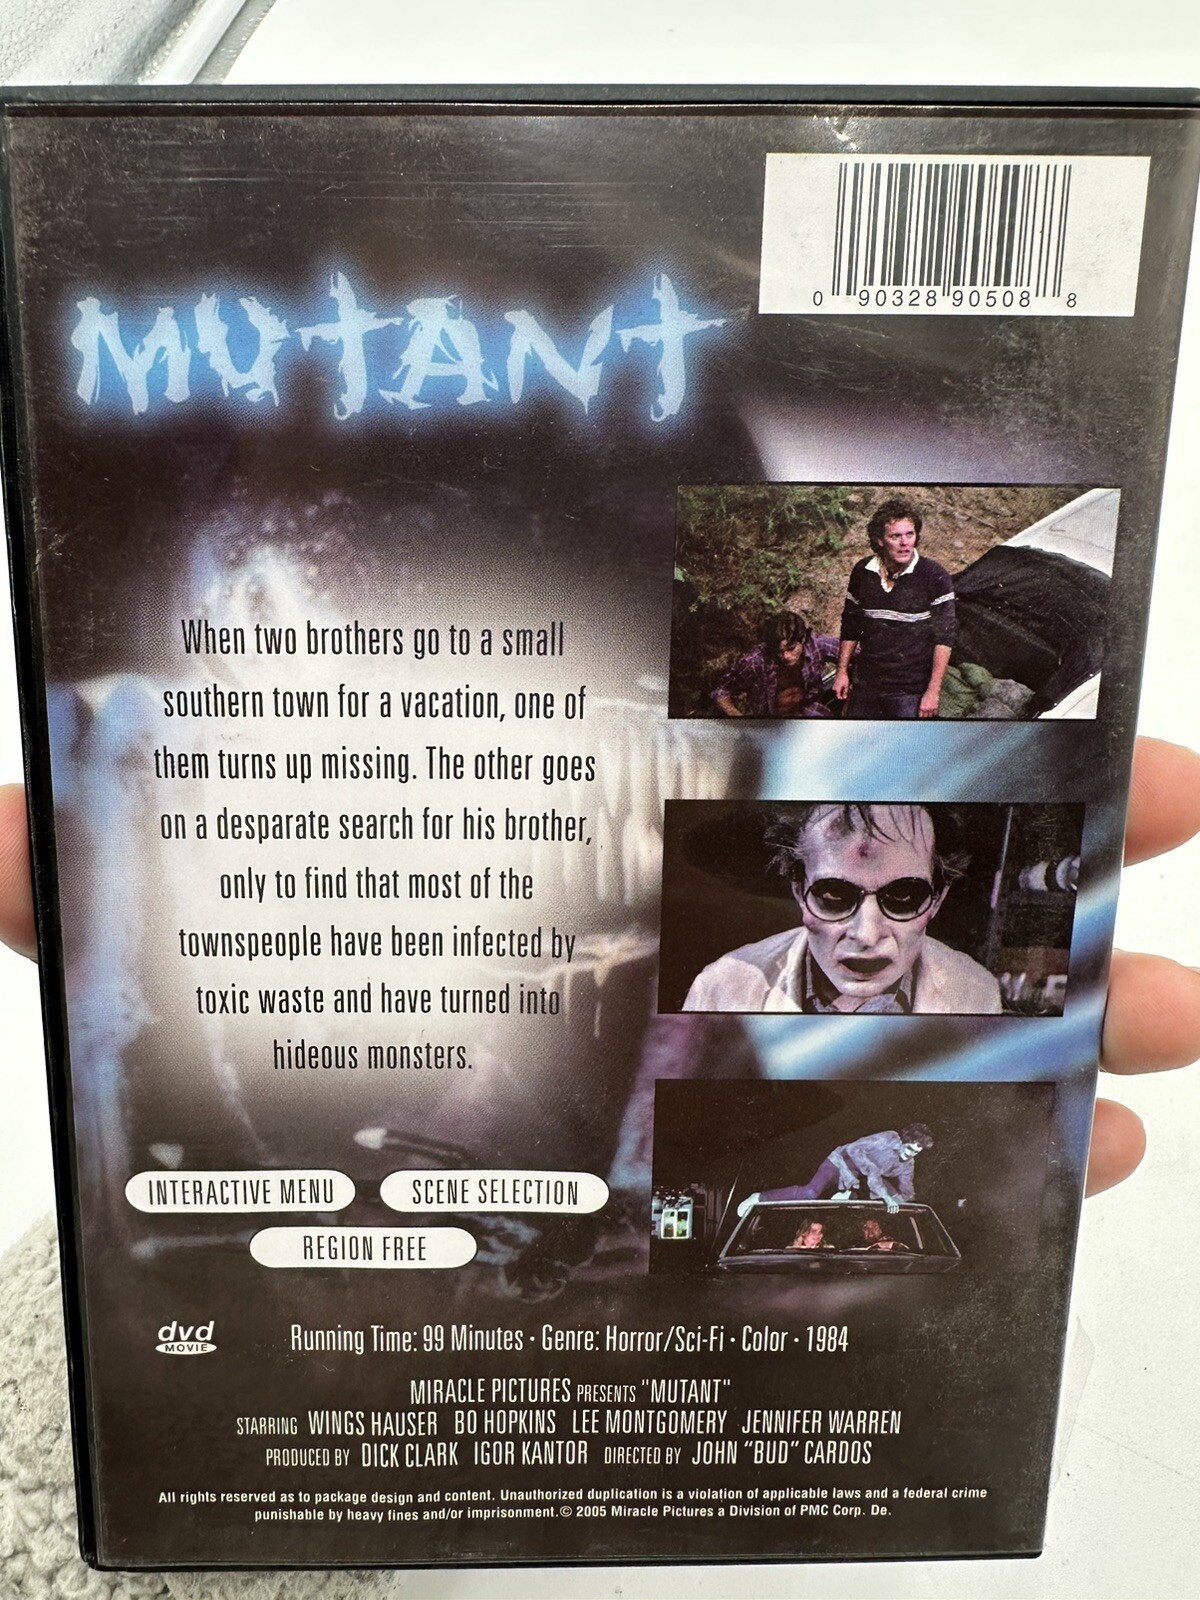 0 90328 90508 8
MUTANT
When two brothers go to a small
southern town for a vacation, one of
them turns up missing. The other goes
on a desparate search for his brother,
only to find that most of the
townspeople have been infected by
toxic waste and have turned into
hideous monsters.
INTERACTIVE MENU SCENE SELECTION
REGION FREE
dvd
MOVIE
Running Time: 99 Minutes · Genre: Horror/Sci-Fi · Color · 1984
MIRACLE PICTURES PRESENTS "MUTANT"
STARRING WINGS HAUSER BO HOPKINS LEE MONTGOMERY JENNIFER WARREN
PRODUCED BY DICK CLARK IGOR KANTOR DIRECTED BY JOHN "BUD" CARDOS
All rights reserved as to package design and content. Unauthorized duplication is a violation of applicable laws and a federal crime
punishable by heavy fines and/or imprisonment.© 2005 Miracle Pictures a Division of PMC Corp. De.